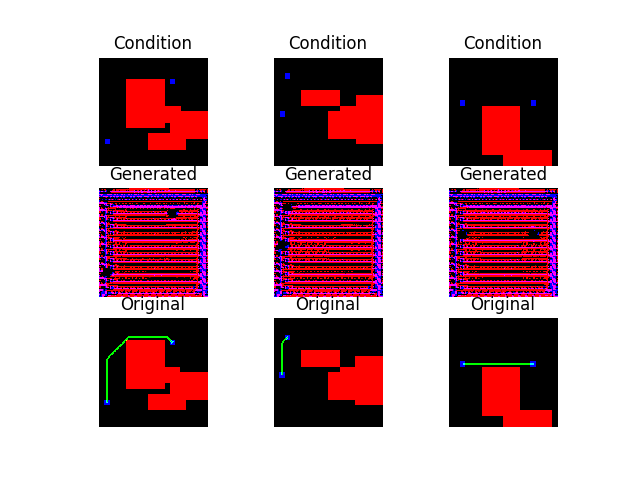 Condition Condition Condition
Generated Generated Generated
Original Original Original